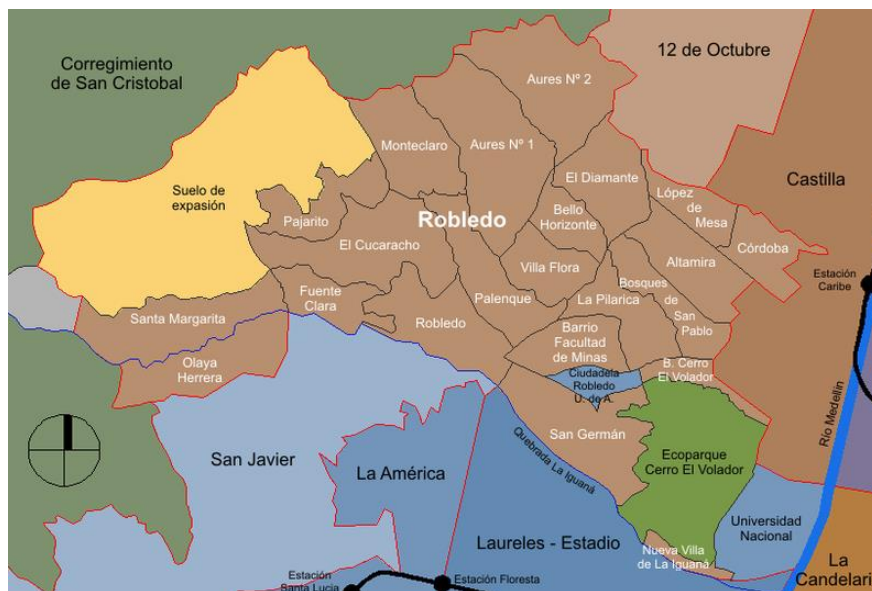 Corregimiento
de San Cristobal
12 de Octubre
Aures Nº 2
Monteclaro
Aures Nº 1
El Diamante
Castilla
Suelo de
expasión
López
de
Mesa
Pajarito
Robledo
Bello
Horizonte
Córdoba
El Cucaracho
Altamira
Villa Flora
Estación
Caribe
Bosques
de
San
Pablo
Fuente
Clara
Palenque
La Pilarica
Santa Margarita
Robledo
Barrio
Facultad
de Minas
Olaya
Herrera
Ciudadela
Robledo
U. de A.
B. Cerro
El Volador
San Germán
Río Medellín
Quebrada La Iguaná
Ecoparque
Cerro El Volador
San Javier
La América
Universidad
Nacional
Laureles - Estadio
Nueva Villa
de La Iguaná
La
Candelari
Estación
Santa Lucia
Estación Floresta